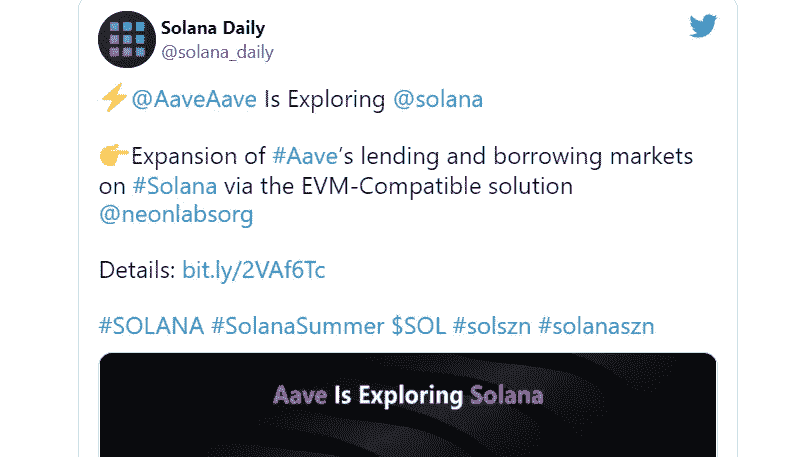 Solana Daily
@solana_daily
⚡@AaveAave Is Exploring @solana
👉Expansion of #Aave's lending and borrowing markets
on #Solana via the EVM-Compatible solution
@neonlabsorg
Details: bit.ly/2VAf6Tc
#SOLANA #SolanaSummer $SOL #solszn #solanaszn
Aave Is Exploring Solana